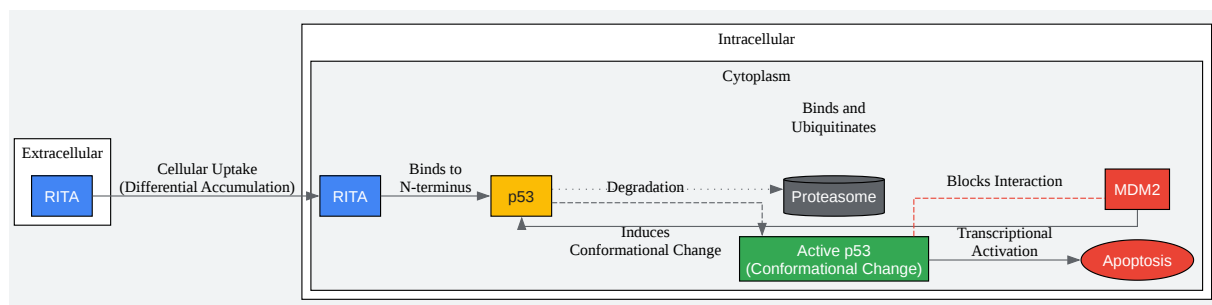 Intracellular
Cytoplasm
Binds and
Ubiquitinates
Extracellular
RITA
Cellular Uptake
(Differential Accumulation)
RITA
Binds to
N-terminus
p53
Degradation
Proteasome
Blocks Interaction
MDM2
Induces
Conformational Change
Active p53
(Conformational Change)
Transcriptional
Activation
Apoptosis